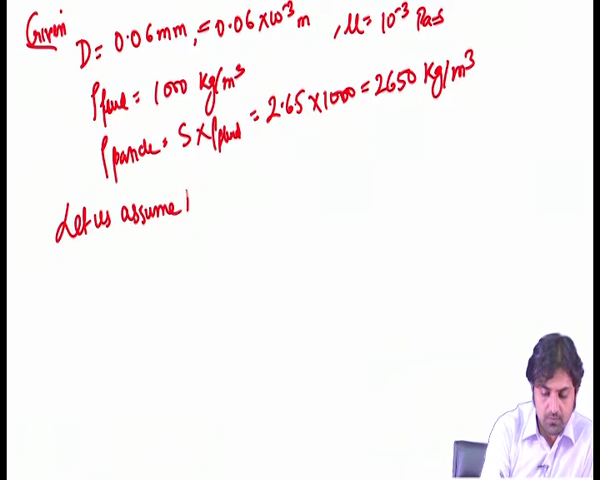 Given
D = 0.06 mm, = 0.06 × 10⁻³ m , μ = 10⁻³ Pa-s
ρfluid = 1000 Kg/m³
ρparticle = S × ρfluid = 2.65 × 1000 = 2650 Kg/m³
Let us assume